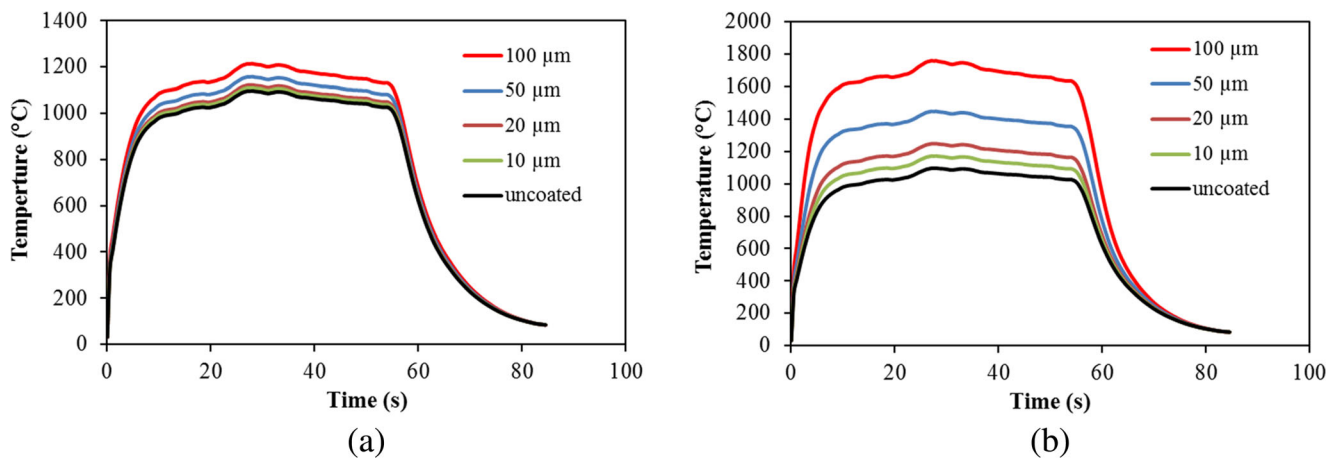 1400
1200
1000
800
600
400
200
0
Temperture (°C)
0 20 40 60 80 100
Time (s)
100 µm
50 µm
20 µm
10 µm
uncoated
(a)
2000
1800
1600
1400
1200
1000
800
600
400
200
0
Temperature (°C)
0 20 40 60 80 100
Time (s)
100 µm
50 µm
20 µm
10 µm
uncoated
(b)